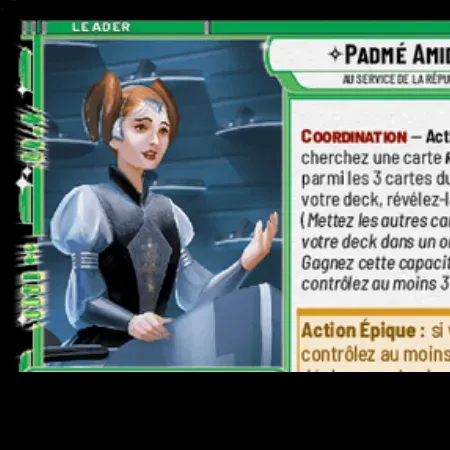 LEADER
PADMÉ AMID
AU SERVICE DE LA RÉPU
COORDINATION – Act
cherchez une carte
parmi les 3 cartes du
votre deck, révélez-l
(Mettez les autres ca
votre deck dans un o
Gagnez cette capacit
contrôlez au moins 3
Action Épique : si
contrôlez au moins